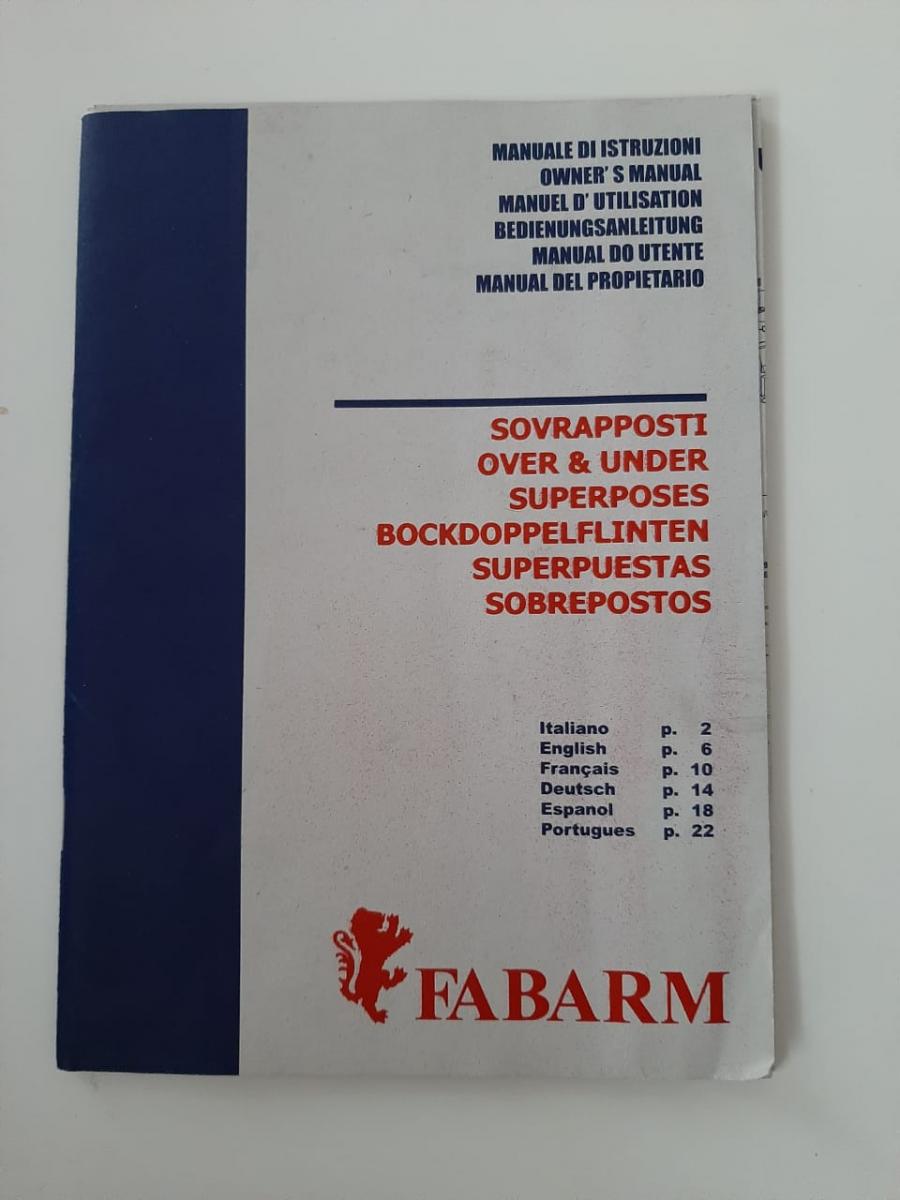 MANUALE DI ISTRUZIONI
OWNER' S MANUAL
MANUEL D' UTILISATION
BEDIENUNGSANLEITUNG
MANUAL DO UTENTE
MANUAL DEL PROPIETARIO
SOVRAPPOSTI
OVER & UNDER
SUPERPOSES
BOCKDOPPELFLINTEN
SUPERPUESTAS
SOBREPOSTOS
Italiano p. 2
English p. 6
Français p. 10
Deutsch p. 14
Espanol p. 18
Portugues p. 22
FABARM